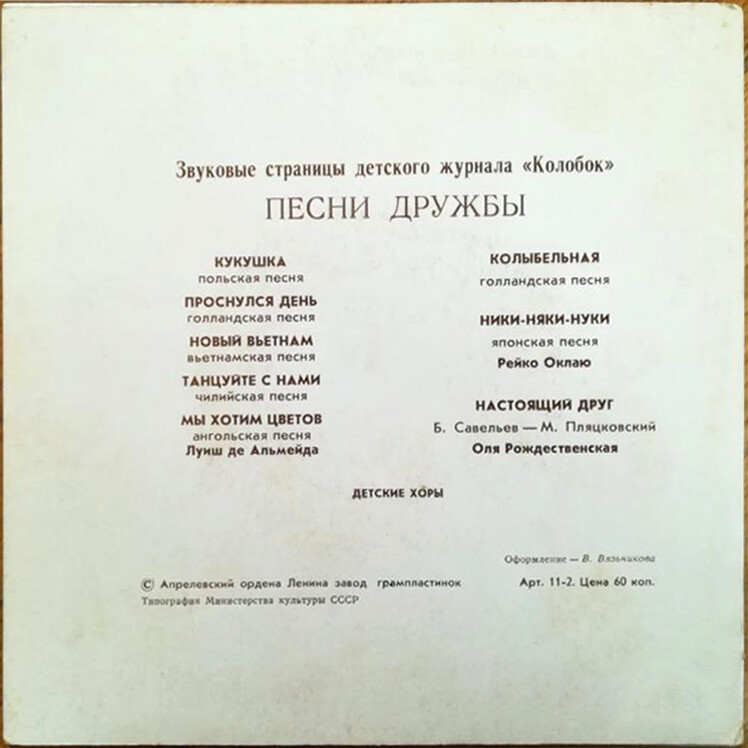 Звуковые страницы детского журнала «Колобок»
ПЕСНИ ДРУЖБЫ
КУКУШКА
польская песня
ПРОСНУЛСЯ ДЕНЬ
голландская песня
НОВЫЙ ВЬЕТНАМ
вьетнамская песня
ТАНЦУЙТЕ С НАМИ
чилийская песня
МЫ ХОТИМ ЦВЕТОВ
ангольская песня
Луиш де Альмейда
КОЛЫБЕЛЬНАЯ
голландская песня
НИКИ-НЯКИ-НУКИ
японская песня
Рейко Оклаю
НАСТОЯЩИЙ ДРУГ
Б. Савельев — М. Пляцковский
Оля Рождественская
ДЕТСКИЕ ХОРЫ
Оформление — В. Вязьникова
© Апрелевский ордена Ленина завод грампластинок
Арт. 11-2. Цена 60 коп.
Типография Министерства культуры СССР